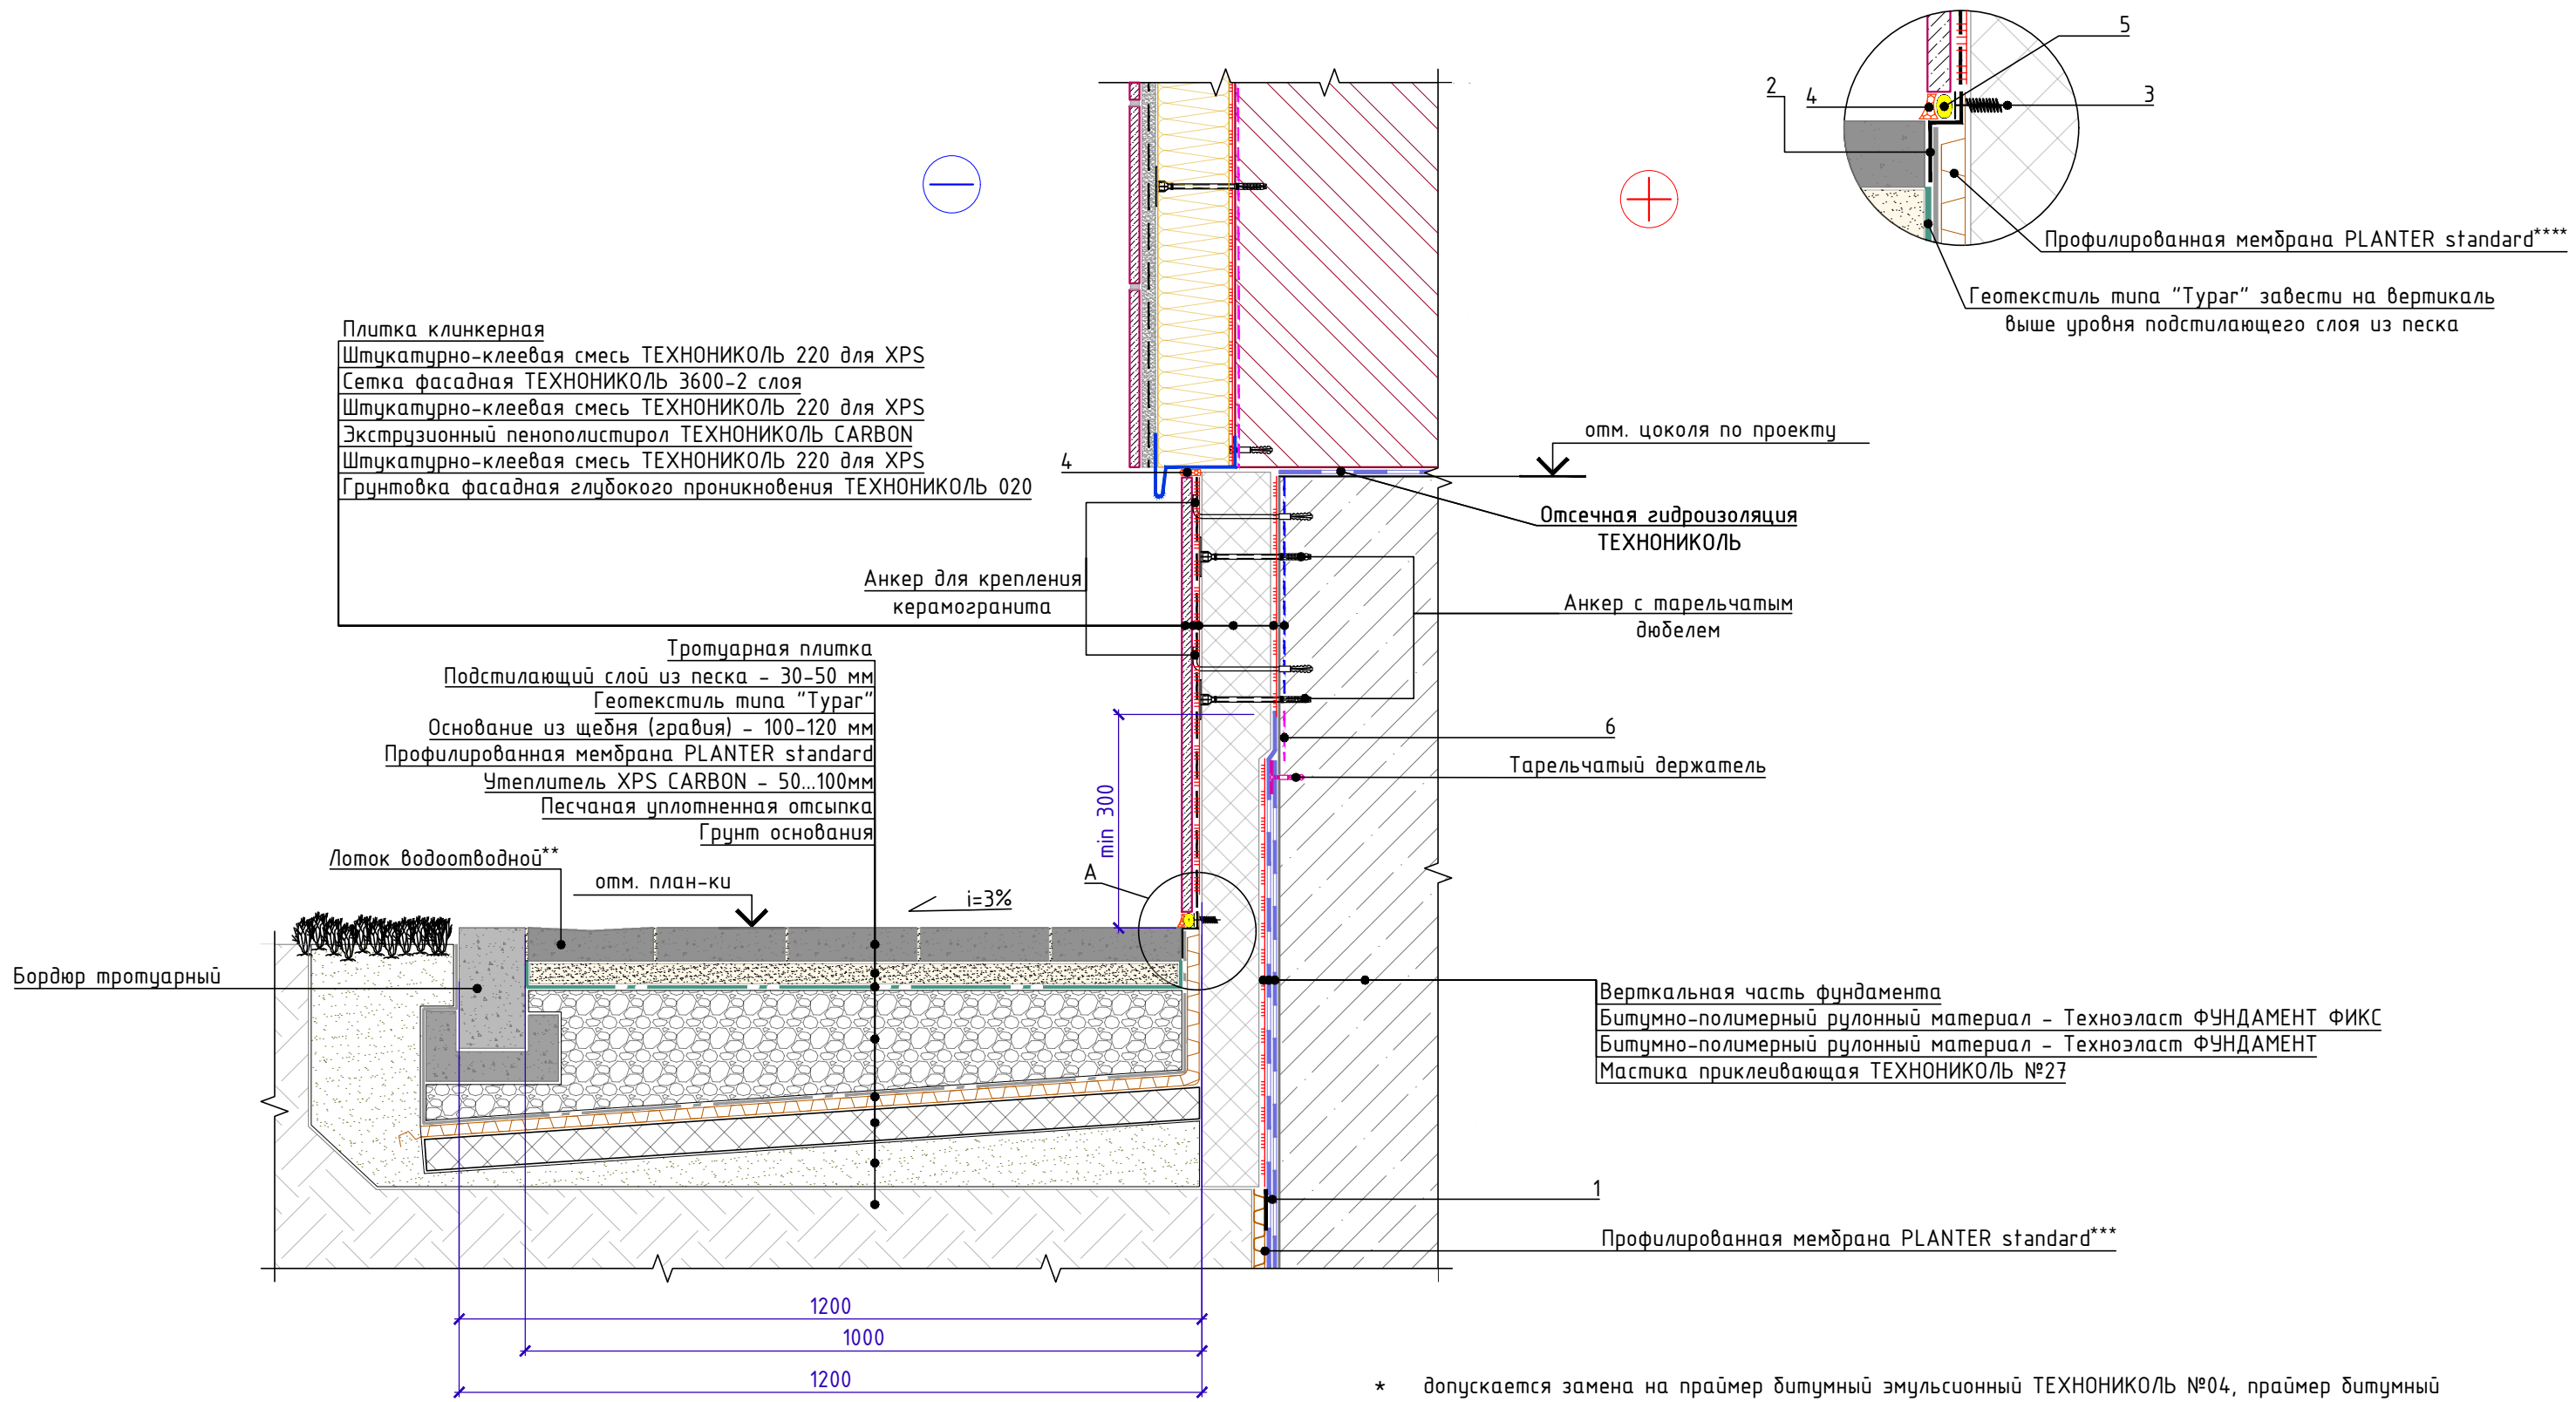 5
2
4
3
Профилированная мембрана PLANTER standard****
Геотекстиль типа "Typar" завести на вертикаль
выше уровня подстилающего слоя из песка
Плитка клинкерная
Штукатурно-клеевая смесь ТЕХНОНИКОЛЬ 220 для XPS
Сетка фасадная ТЕХНОНИКОЛЬ 3600-2 слоя
Штукатурно-клеевая смесь ТЕХНОНИКОЛЬ 220 для XPS
Экструзионный пенополистирол ТЕХНОНИКОЛЬ CARBON
Штукатурно-клеевая смесь ТЕХНОНИКОЛЬ 220 для XPS
Грунтовка фасадная глубокого проникновения ТЕХНОНИКОЛЬ 020
4
отм. цоколя по проекту
Отсечная гидроизоляция
ТЕХНОНИКОЛЬ
Анкер для крепления
керамогранита
Анкер с тарельчатым
дюбелем
Тротуарная плитка
Подстилающий слой из песка - 30-50 мм
Геотекстиль типа "Typar"
Основание из щебня (гравия) - 100-120 мм
Профилированная мембрана PLANTER standard
Утеплитель XPS CARBON - 50...100мм
Песчаная уплотненная отсыпка
Грунт основания
6
Тарельчатый держатель
min 300
Лоток водоотводной**
отм. план-ки
i=3%
А
Бордюр тротуарный
Верткальная часть фундамента
Битумно-полимерный рулонный материал - Техноэласт ФУНДАМЕНТ ФИКС
Битумно-полимерный рулонный материал - Техноэласт ФУНДАМЕНТ
Мастика приклеивающая ТЕХНОНИКОЛЬ №27
1
Профилированная мембрана PLANTER standard***
1200
1000
1200
* допускается замена на праймер битумный эмульсионный ТЕХНОНИКОЛЬ №04, праймер битумный